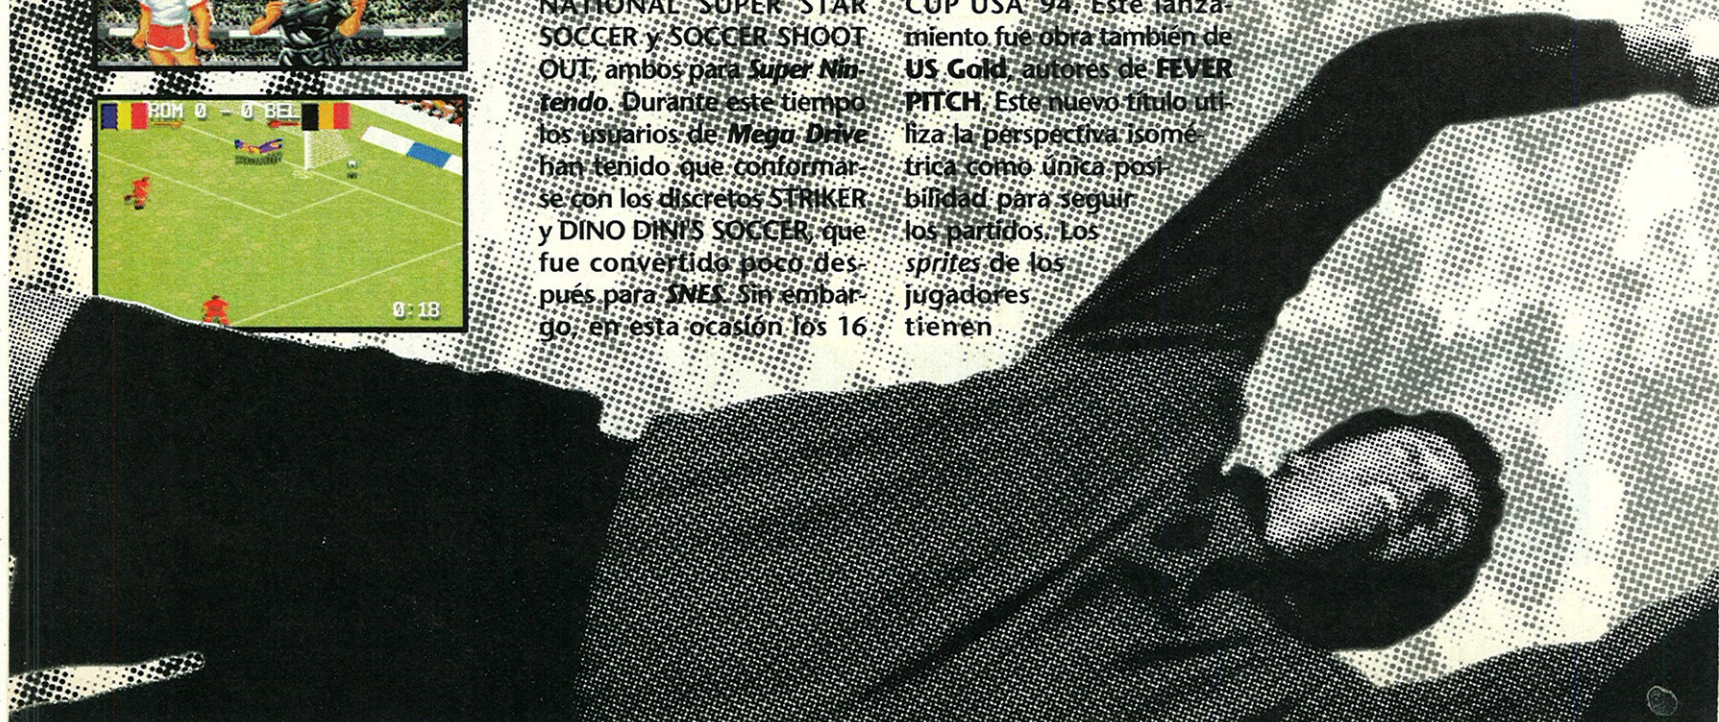 NATIONAL SUPER STAR
SOCCER y SOCCER SHOOT
OUT, ambos para Super Nin-
tendo. Durante este tiempo
los usuarios de Mega Drive
han tenido que conformar-
se con los discretos STRIKER
y DINO DINI'S SOCCER, que
fue convertido poco des-
pués para SNES. Sin embar-
go, en esta ocasión los 16
CUP USA 94. Este lanza-
miento fue obra también de
US Gold, autores de FEVER
PITCH. Este nuevo título uti-
liza la perspectiva isomé-
trica como única posi-
bilidad para seguir
los partidos. Los
sprites de los
jugadores
tienen
ROM 0 - 0 BEL
0:18